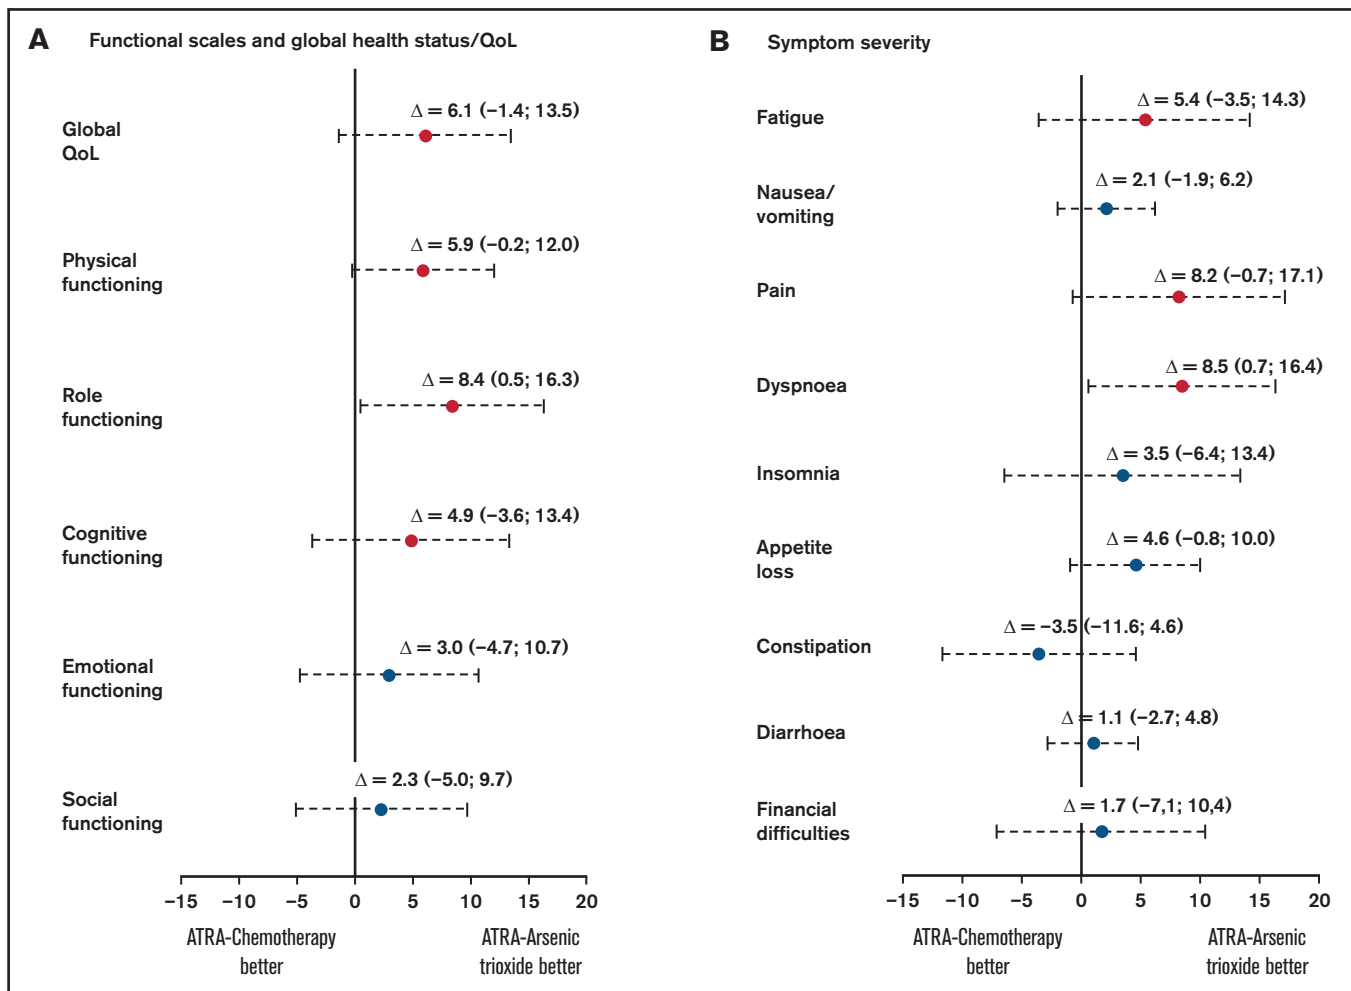 A Functional scales and global health status/QoL
Δ = 6.1 (−1.4; 13.5)
Global
QoL
Δ = 5.9 (−0.2; 12.0)
Physical
functioning
Δ = 8.4 (0.5; 16.3)
Role
functioning
Δ = 4.9 (−3.6; 13.4)
Cognitive
functioning
Δ = 3.0 (−4.7; 10.7)
Emotional
functioning
Δ = 2.3 (−5.0; 9.7)
Social
functioning
−15 −10 −5 0 5 10 15 20
ATRA-Chemotherapy
better
ATRA-Arsenic
trioxide better
B Symptom severity
Δ = 5.4 (−3.5; 14.3)
Fatigue
Δ = 2.1 (−1.9; 6.2)
Nausea/
vomiting
Δ = 8.2 (−0.7; 17.1)
Pain
Δ = 8.5 (0.7; 16.4)
Dyspnoea
Δ = 3.5 (−6.4; 13.4)
Insomnia
Δ = 4.6 (−0.8; 10.0)
Appetite
loss
Δ = −3.5 (−11.6; 4.6)
Constipation
Δ = 1.1 (−2.7; 4.8)
Diarrhoea
Δ = 1.7 (−7,1; 10,4)
Financial
difficulties
−15 −10 −5 0 5 10 15 20
ATRA-Chemotherapy
better
ATRA-Arsenic
trioxide better